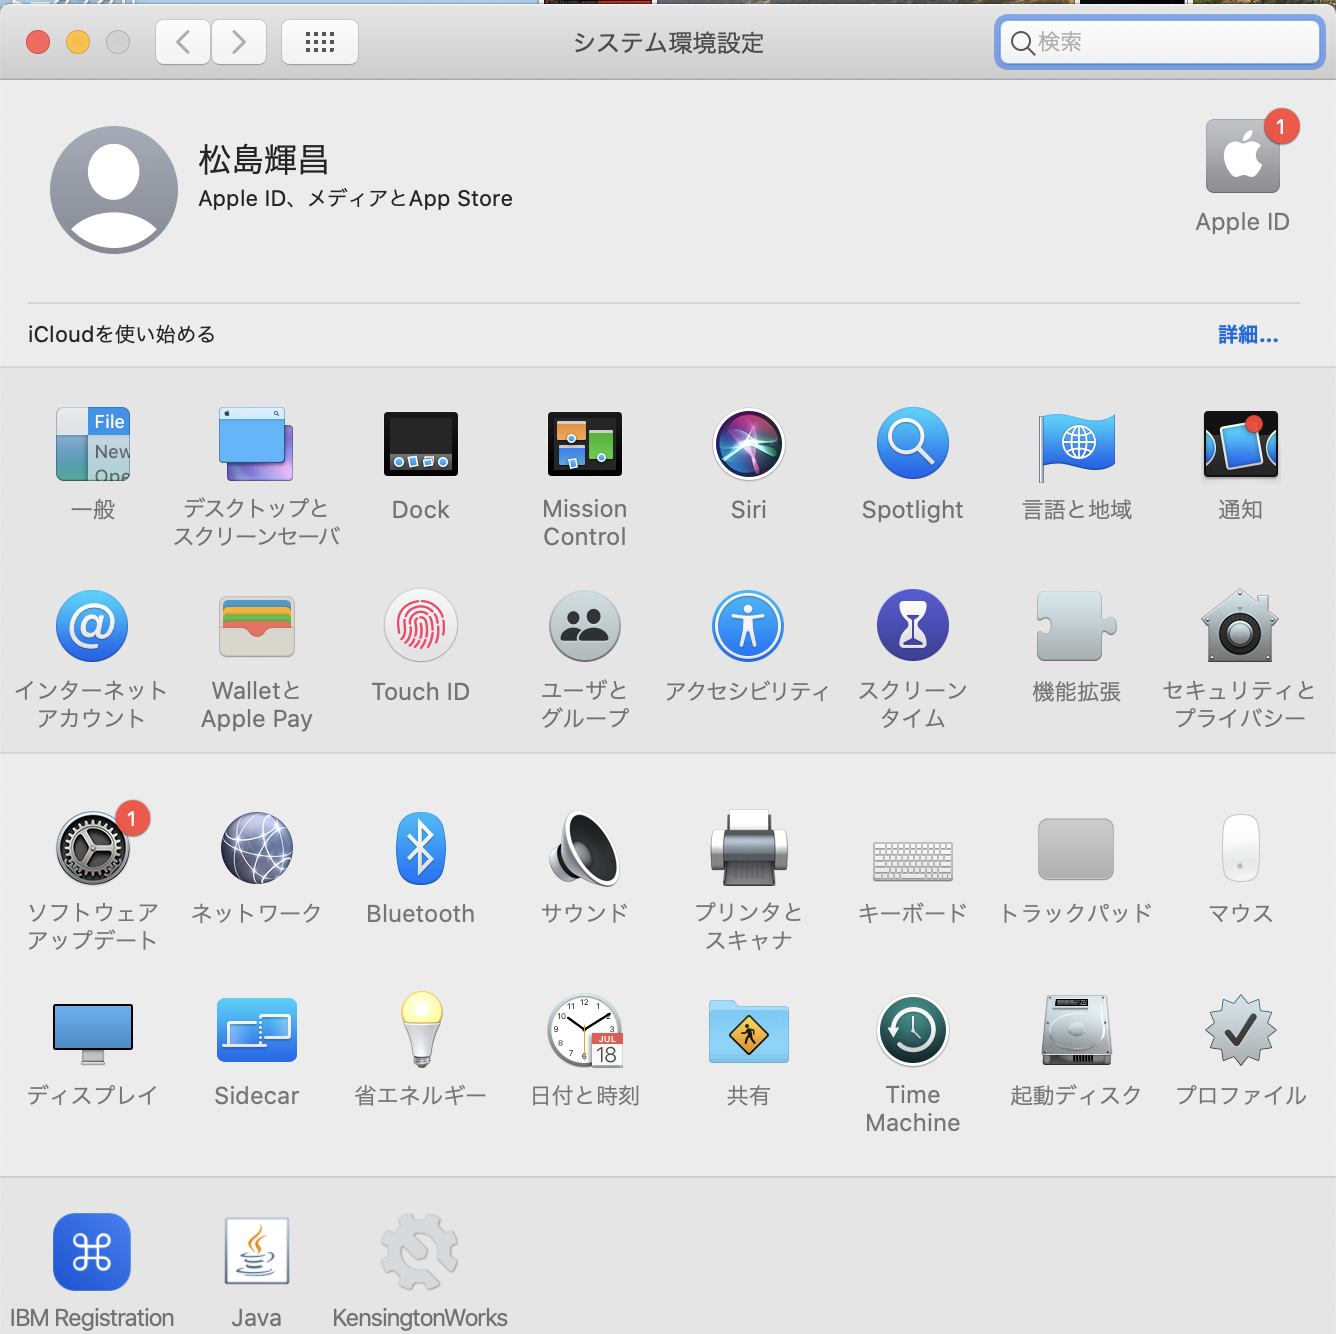 システム環境設定
検索
松島輝昌
Apple ID、メディアとApp Store
1
Apple ID
iCloudを使い始める
詳細...
File
New
Ope
一般
デスクトップと
スクリーンセーバ
Dock
Mission
Control
Siri
Spotlight
言語と地域
通知
@
インターネット
アカウント
Walletと
Apple Pay
Touch ID
ユーザと
グループ
アクセシビリティ
スクリーン
タイム
機能拡張
セキュリティと
プライバシー
1
ソフトウェア
アップデート
ネットワーク
Bluetooth
サウンド
プリンタと
スキャナ
キーボード
トラックパッド
マウス
ディスプレイ
Sidecar
省エネルギー
12
1
3
6
7
8
9
10
11
JUL
18
日付と時刻
共有
Time
Machine
起動ディスク
プロファイル
IBM Registration
Java
KensingtonWorks